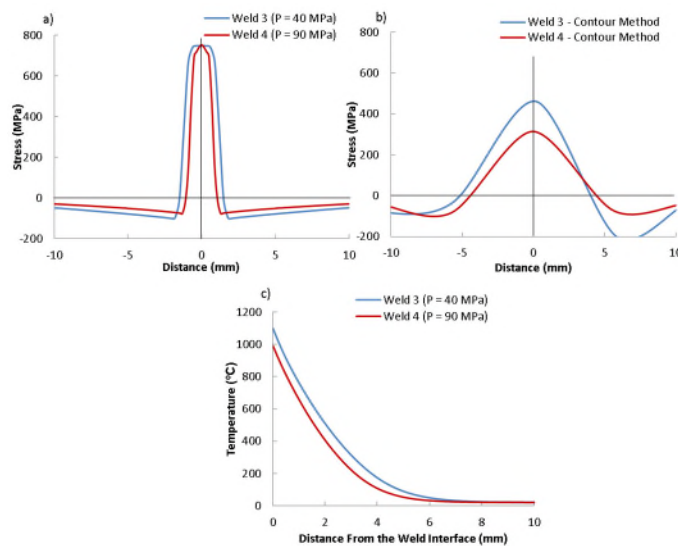 a)
Weld 3 (P = 40 MPa)
Weld 4 (P = 90 MPa)
800
600
400
200
0
-200
-10
-5
0
5
10
Stress (MPa)
Distance (mm)
b)
Weld 3 - Contour Method
Weld 4 - Contour Method
800
600
400
200
0
-200
-10
-5
0
5
10
Stress (MPa)
Distance (mm)
c)
Weld 3 (P = 40 MPa)
Weld 4 (P = 90 MPa)
1200
1000
800
600
400
200
0
0
2
4
6
8
10
Temperature (°C)
Distance From the Weld Interface (mm)